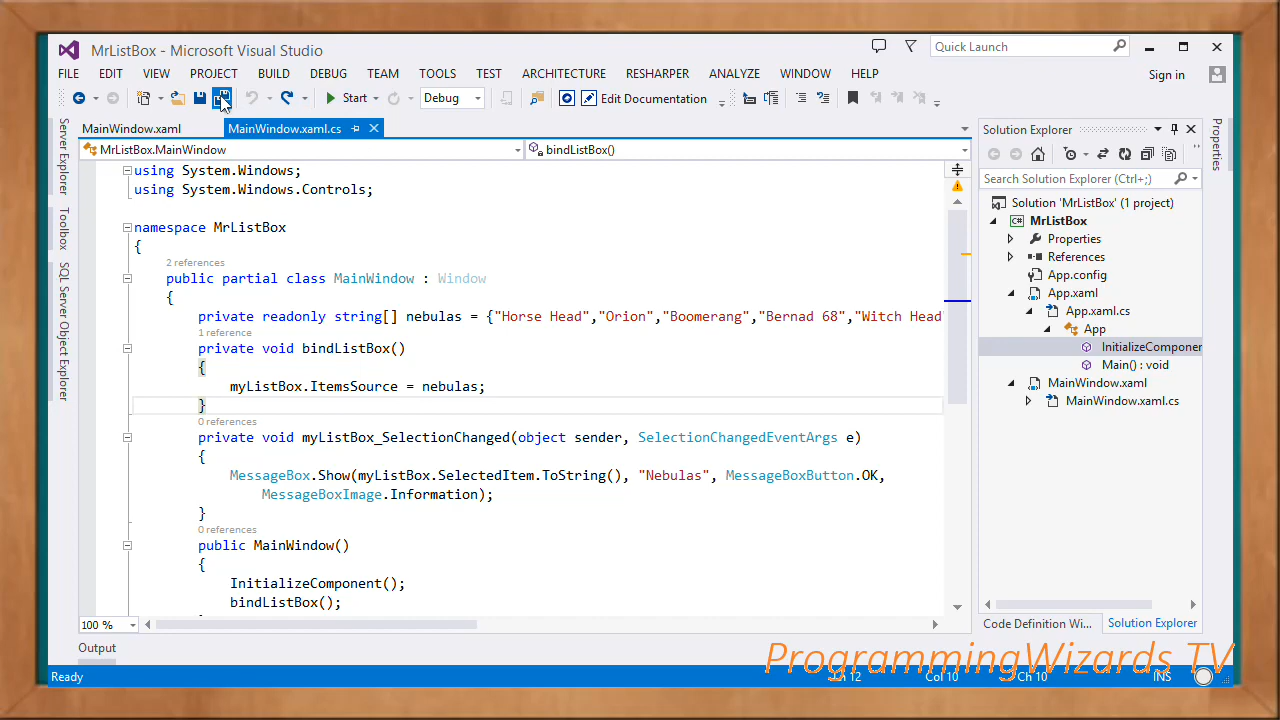 MrListBox - Microsoft Visual Studio
Quick Launch
FILE EDIT VIEW PROJECT BUILD DEBUG TEAM TOOLS TEST ARCHITECTURE RESHARPER ANALYZE WINDOW HELP
Sign in
Start Debug Edit Documentation
Server Explorer
Toolbox
SQL Server Object Explorer
MainWindow.xaml MainWindow.xaml.cs
MrListBox.MainWindow bindListBox()
using System.Windows;
using System.Windows.Controls;
namespace MrListBox
{
2 references
public partial class MainWindow : Window
{
private readonly string[] nebulas = {"Horse Head","Orion","Boomerang","Bernad 68","Witch Head
1 reference
private void bindListBox()
{
myListBox.ItemsSource = nebulas;
}
0 references
private void myListBox_SelectionChanged(object sender, SelectionChangedEventArgs e)
{
MessageBox.Show(myListBox.SelectedItem.ToString(), "Nebulas", MessageBoxButton.OK,
MessageBoxImage.Information);
}
0 references
public MainWindow()
{
InitializeComponent();
bindListBox();
100 %
Output
Solution Explorer
Search Solution Explorer (Ctrl+;)
Solution 'MrListBox' (1 project)
C# MrListBox
Properties
References
App.config
App.xaml
App.xaml.cs
App
InitializeComponer
Main() : void
MainWindow.xaml
MainWindow.xaml.cs
Code Definition Wi... Solution Explorer
Properties
ProgrammingWizards TV
Ready Ln 12 Col 10 Ch 10 INS